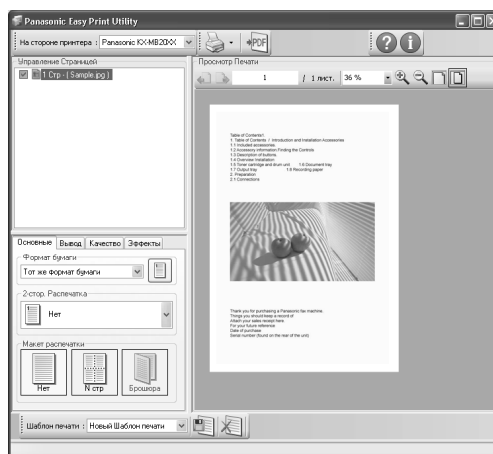 Panasonic Easy Print Utility
На стороне принтера : Panasonic KX-MB20XX
PDF
Управление Страницей
1 Стр - ( Sample.jpg )
Просмотр Печати
1 / 1 лист. 36 %
Table of Contents1.
1. Table of Contents / Introduction and Installation Accessories
1.1 Included accessories
1.2 Accessory information Finding the Controls
1.3 Description of buttons
1.4 Overview Installation
1.5 Toner cartridge and drum unit 1.6 Document tray
1.7 Output tray 1.8 Recording paper
2. Preparation
2.1 Connections
Thank you for purchasing a Panasonic fax machine.
Things you should keep a record of
Attach your sales receipt here.
For your future reference
Date of purchase
Serial number (found on the rear of the unit)
Основные Вывод Качество Эффекты
Формат бумаги
Тот же формат бумаги
2-стор. Распечатка
Нет
Макет распечатки
Нет N стр Брошюра
Шаблон печати : Новый Шаблон печати